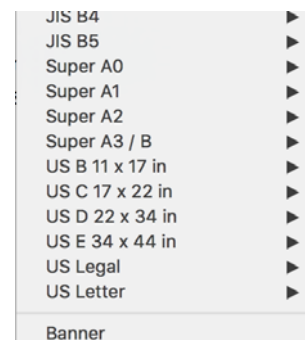 JIS B4
JIS B5
Super A0
Super A1
Super A2
Super A3 / B
US B 11 x 17 in
US C 17 x 22 in
US D 22 x 34 in
US E 34 x 44 in
US Legal
US Letter
Banner